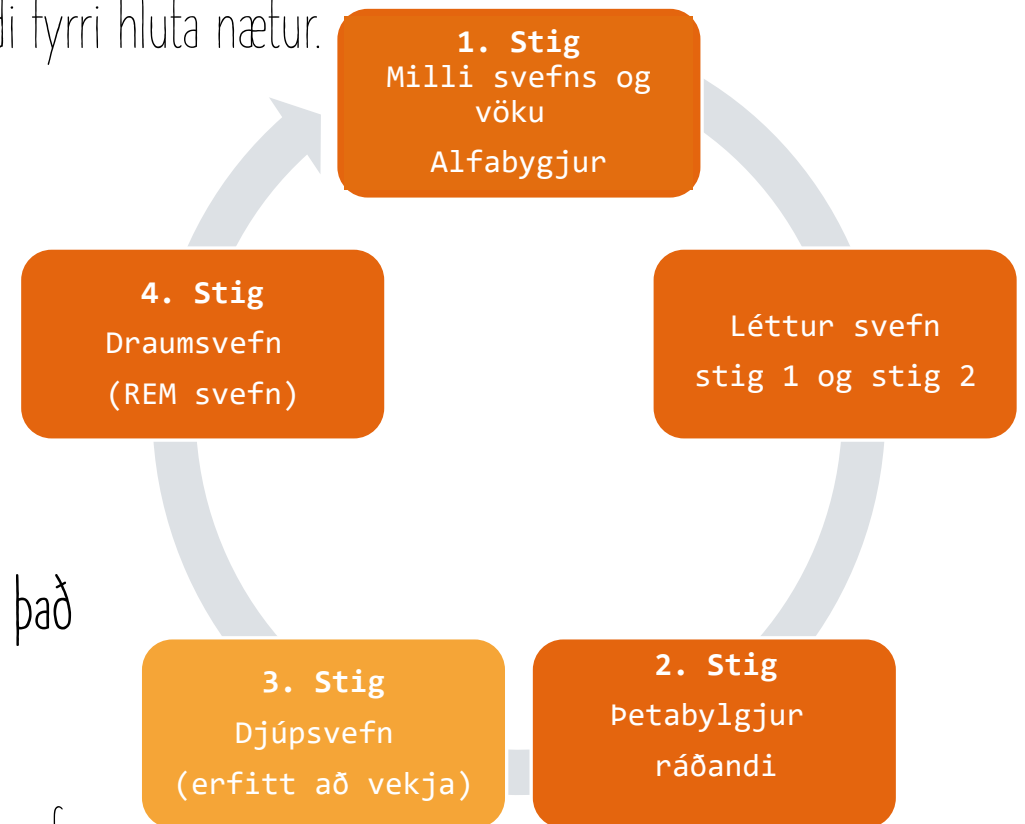 fyrri hluta nætur.
1. Stig
Milli svefns og
vöku
Alfabygjur
4. Stig
Draumsvefn
(REM svefn)
Léttur svefn
stig 1 og stig 2
það
3. Stig
Djúpsvefn
(erfitt að vekja)
2. Stig
Þetabylgjur
ráðandi